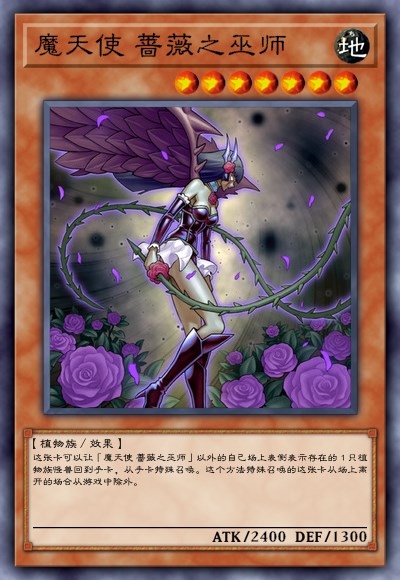 魔天使 蔷薇之巫师
地
【植物族／效果】
这张卡可以让「魔天使 蔷薇之巫师」以外的自己场上表侧表示存在的1只植
物族怪兽回到手卡，从手卡特殊召唤。这个方法特殊召唤的这张卡从场上离
开的场合从游戏中除外。
ATK/2400 DEF/1300